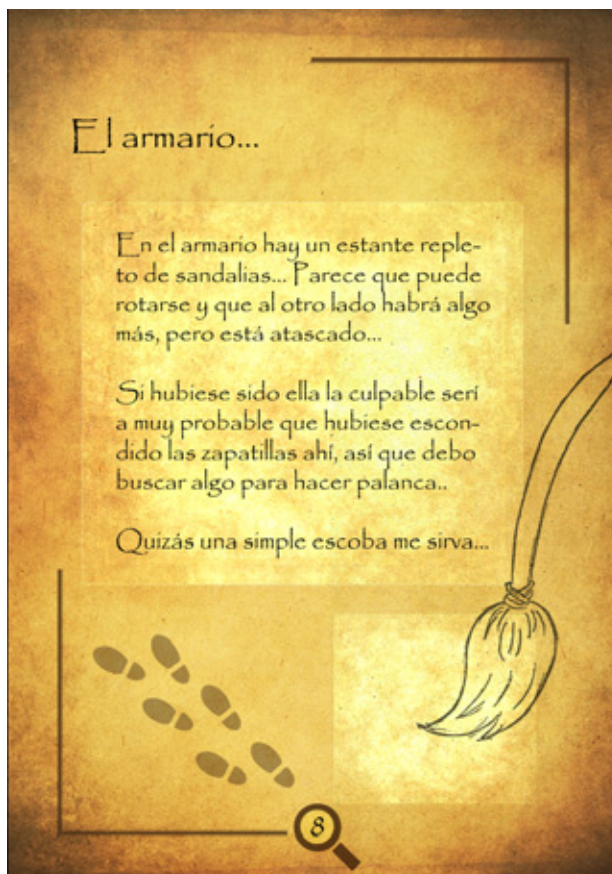 El armario...
En el armario hay un estante reple-
to de sandalias... Parece que puede
rotarse y que al otro lado habrá algo
más, pero está atascado...
Si hubiese sido ella la culpable serí
a muy probable que hubiese escon-
dido las zapatillas ahí, así que debo
buscar algo para hacer palanca..
Quizás una simple escoba me sirva...
8